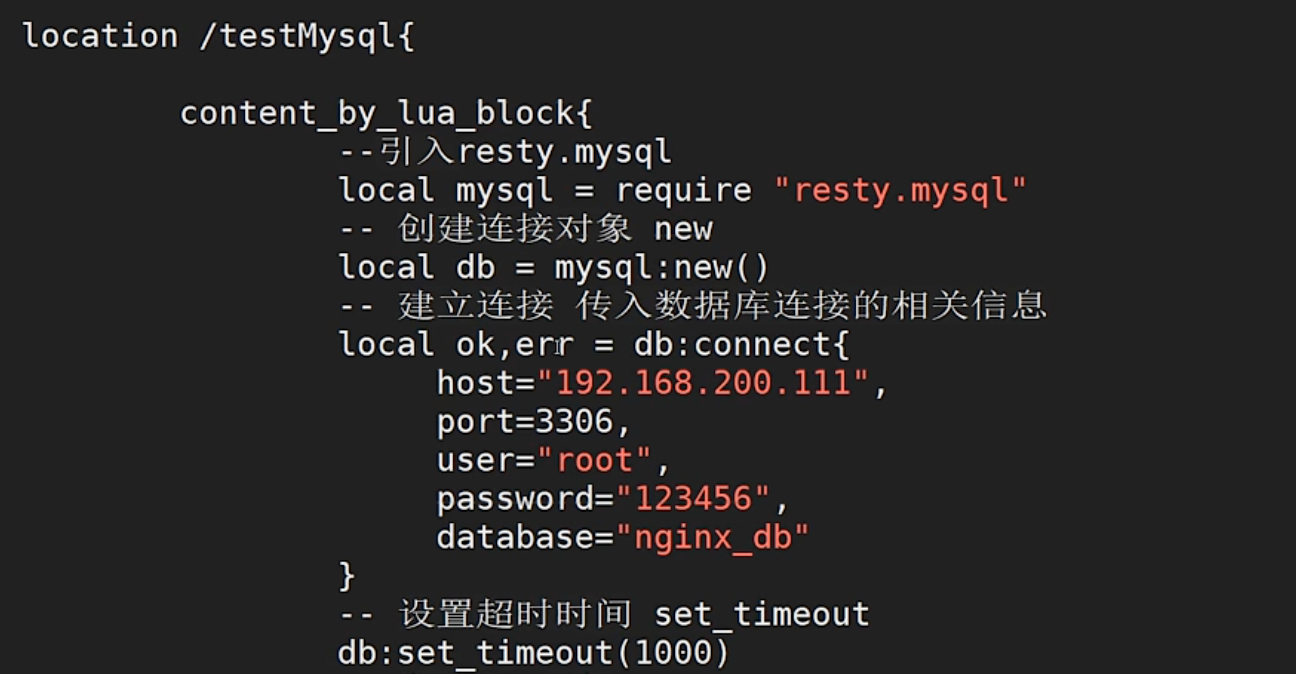 location /testMysql{
content_by_lua_block{
--引入resty.mysql
local mysql = require "resty.mysql"
-- 创建连接对象 new
local db = mysql:new()
-- 建立连接 传入数据库连接的相关信息
local ok,err = db:connect{
host="192.168.200.111",
port=3306,
user="root",
password="123456",
database="nginx_db"
}
-- 设置超时时间 set_timeout
db:set_timeout(1000)